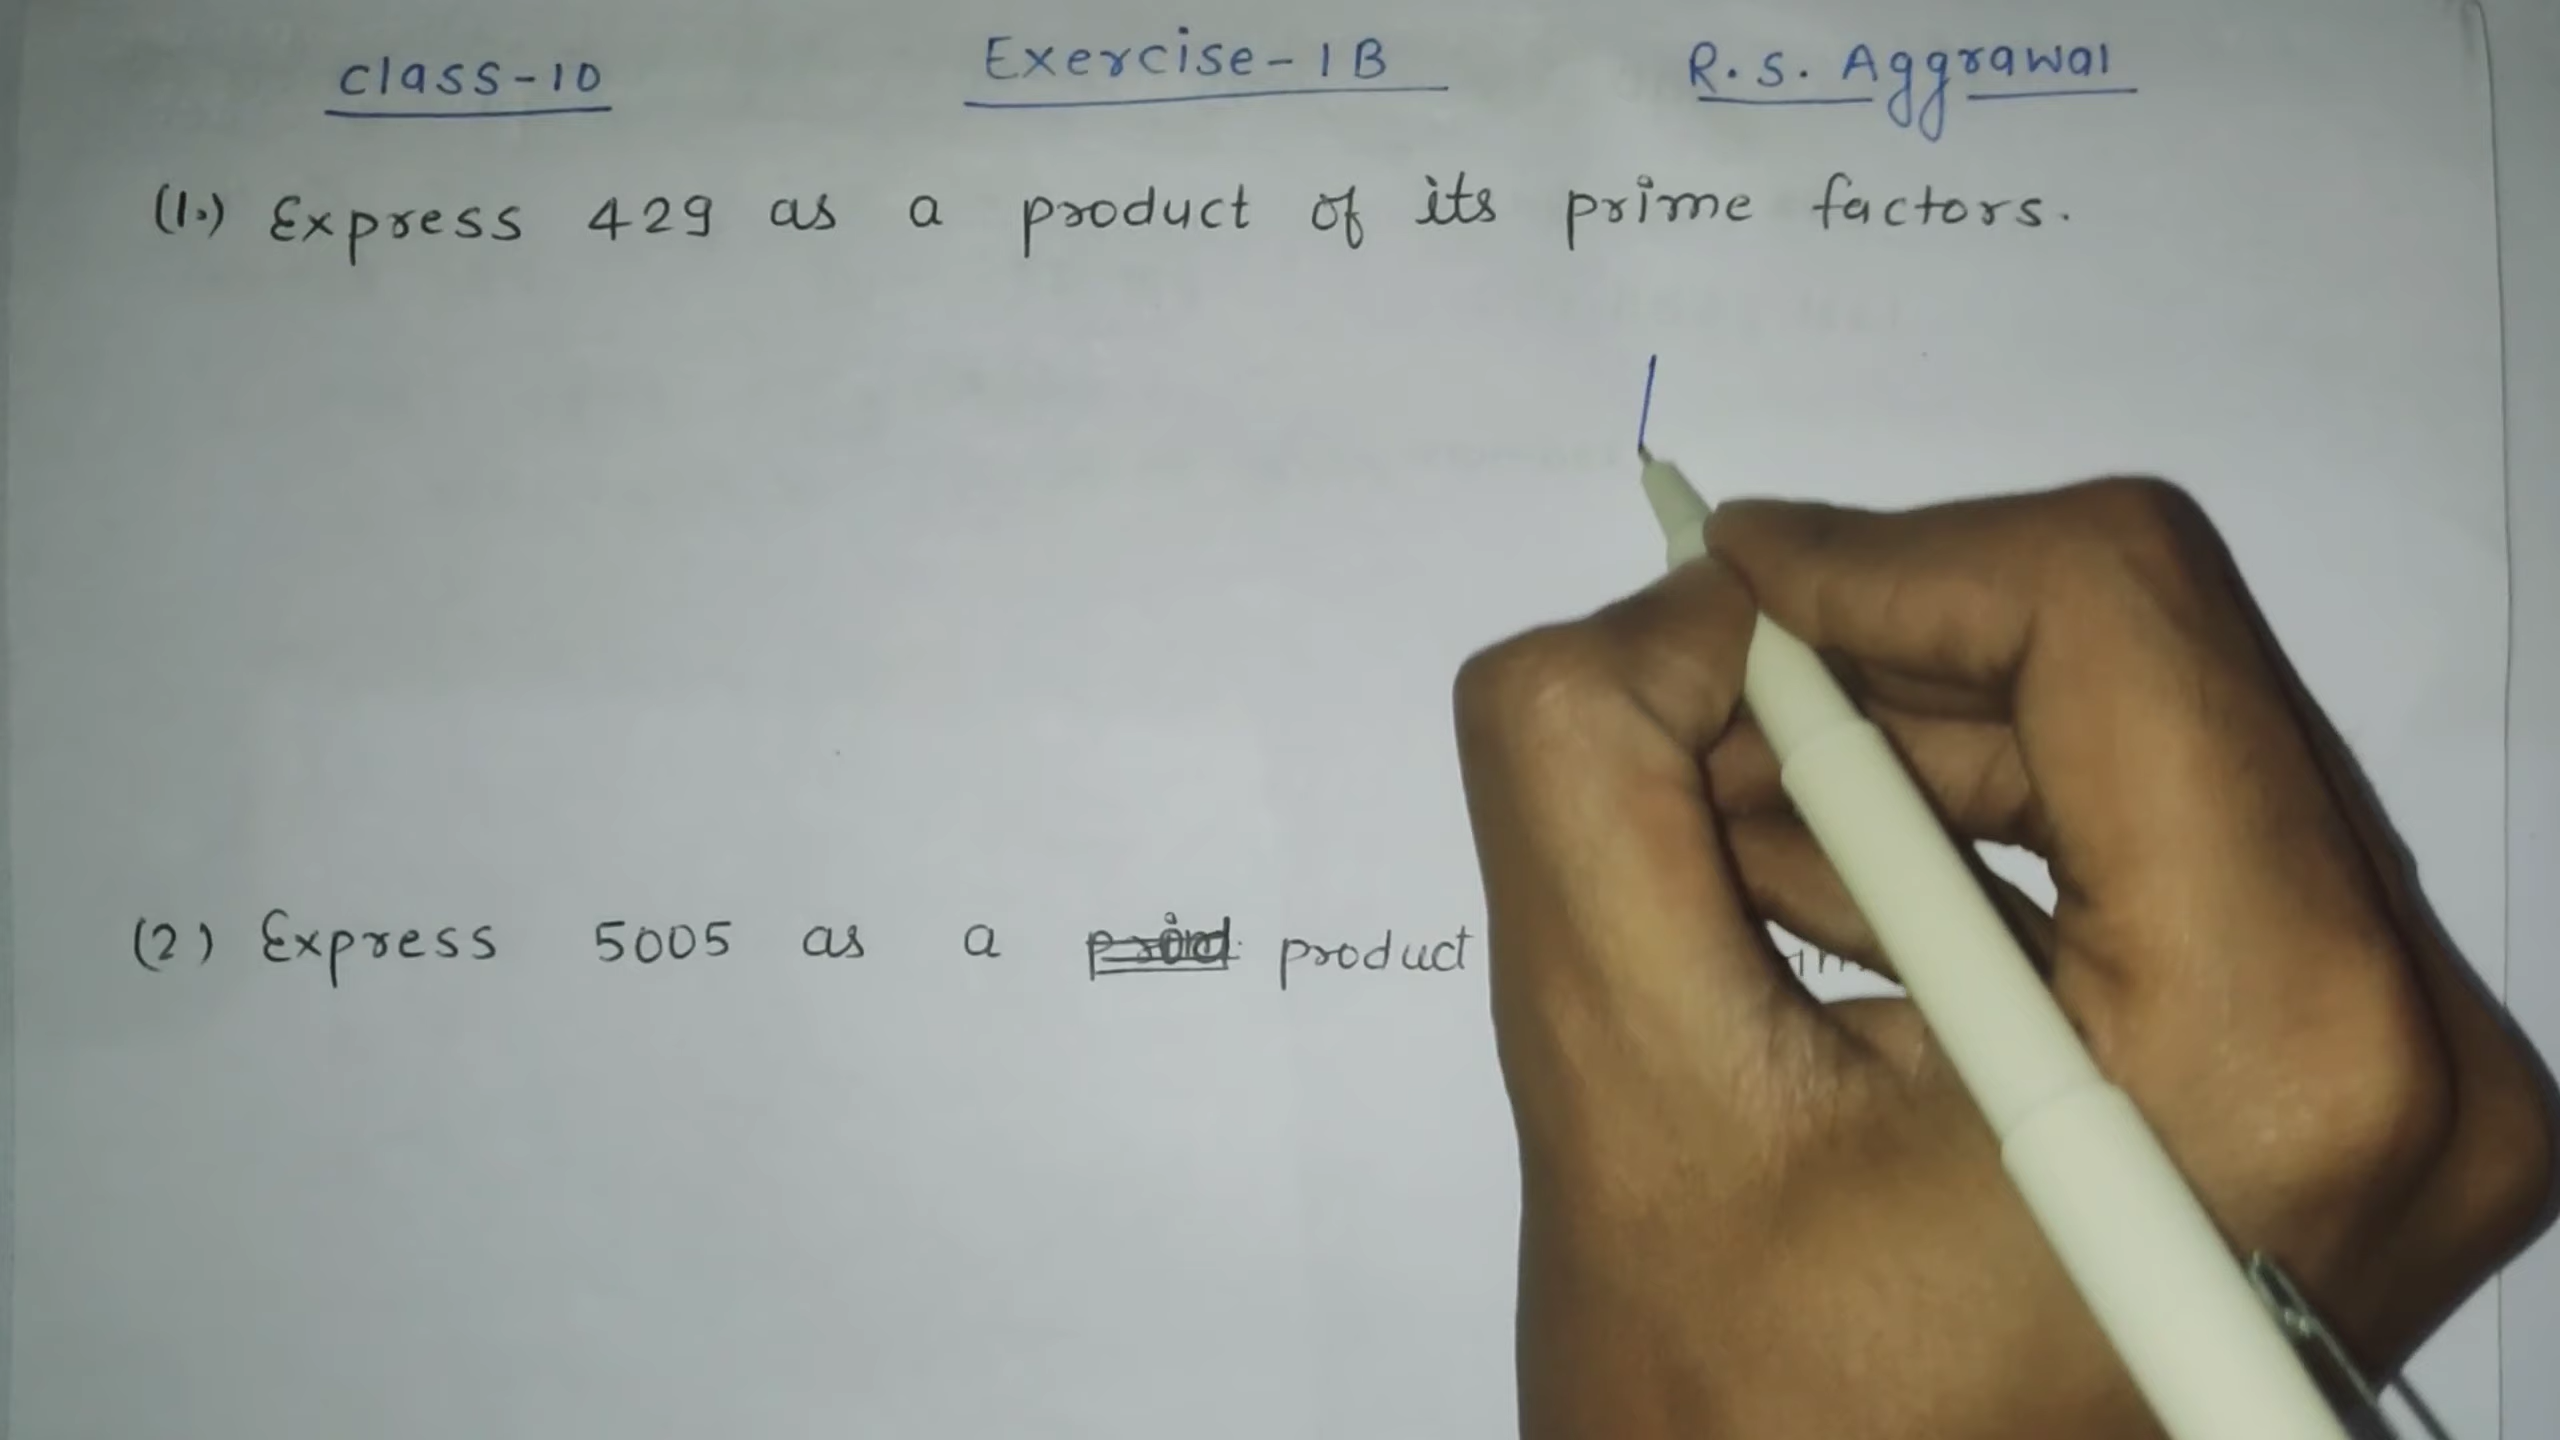 class-10 Exercise-1B R.S. Aggrawal
(1.) Express 429 as a product of its prime factors.
(2) Express 5005 as a product